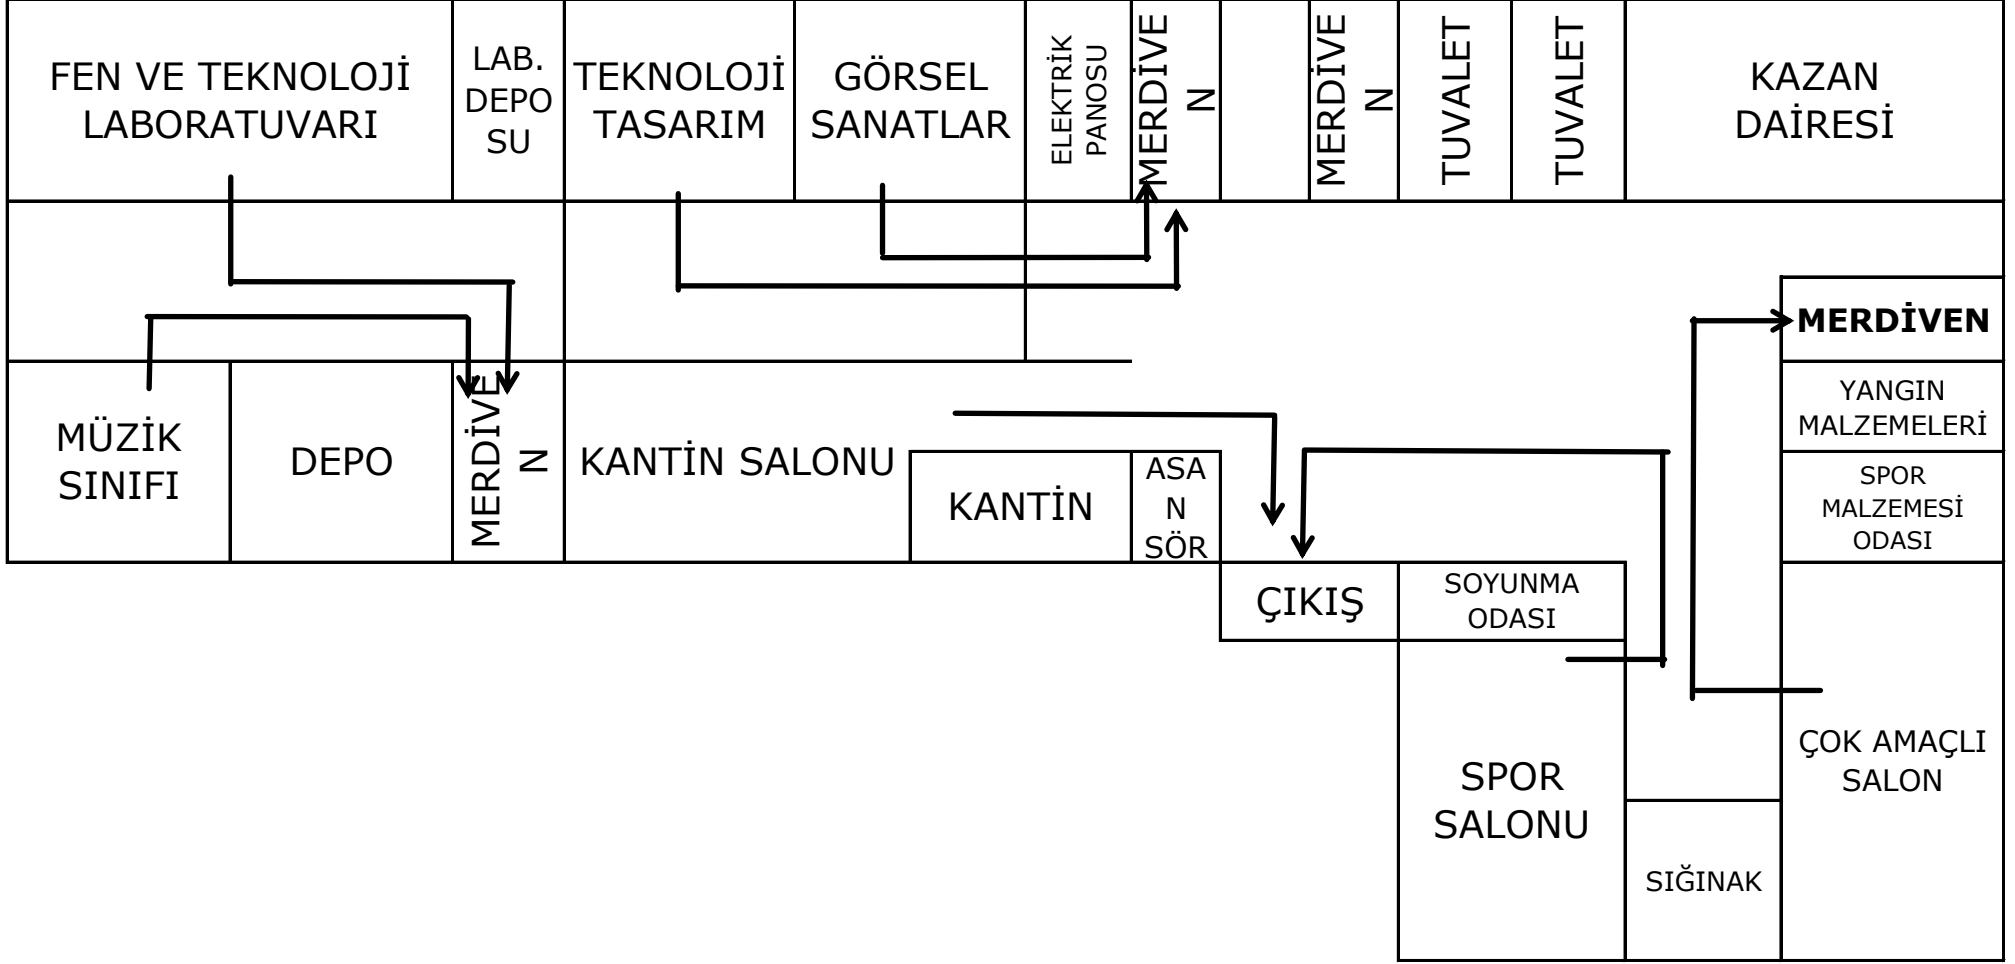 FEN VE TEKNOLOJİ
LABORATUVARI
LAB.
DEPO
SU
TEKNOLOJİ
TASARIM
GÖRSEL
SANATLAR
ELEKTRİK
PANOSU
MERDİVE
N
MERDİVE
N
TUVALET
TUVALET
KAZAN
DAİRESİ
MERDİVEN
MÜZİK
SINIFI
DEPO
MERDİVE
N
KANTİN SALONU
KANTİN
ASA
N
SÖR
YANGIN
MALZEMELERİ
SPOR
MALZEMESİ
ODASI
ÇIKIŞ
SOYUNMA
ODASI
SPOR
SALONU
SIĞINAK
ÇOK AMAÇLI
SALON